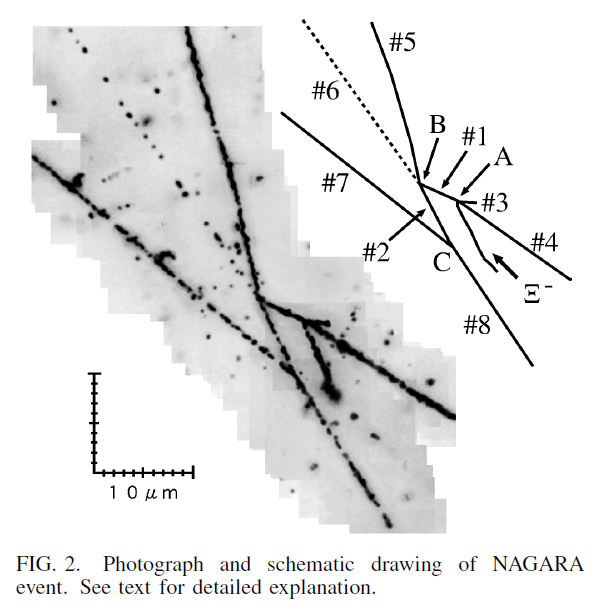 #5
#6
B
#1
A
#7
#3
#2
C
#4
Ξ⁻
#8
10 μm
FIG. 2. Photograph and schematic drawing of NAGARA
event. See text for detailed explanation.